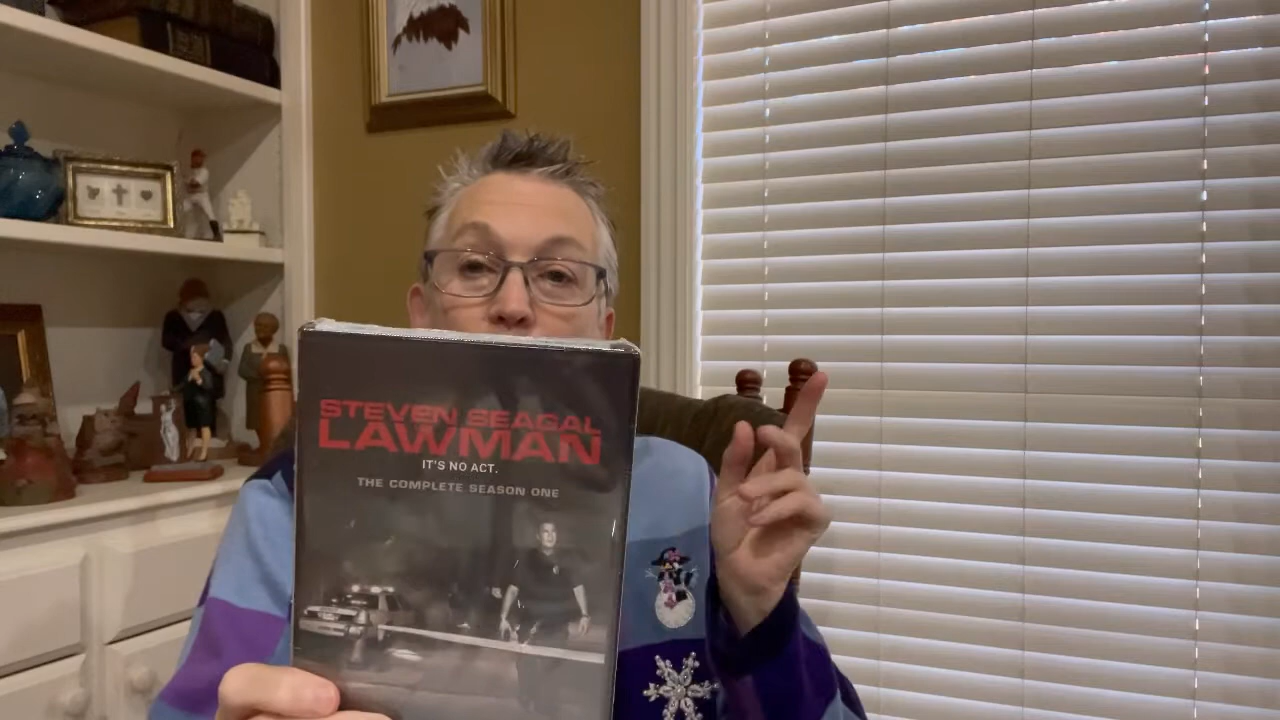 STEVEN SEAGAL
LAWMAN
IT'S NO ACT.
THE COMPLETE SEASON ONE